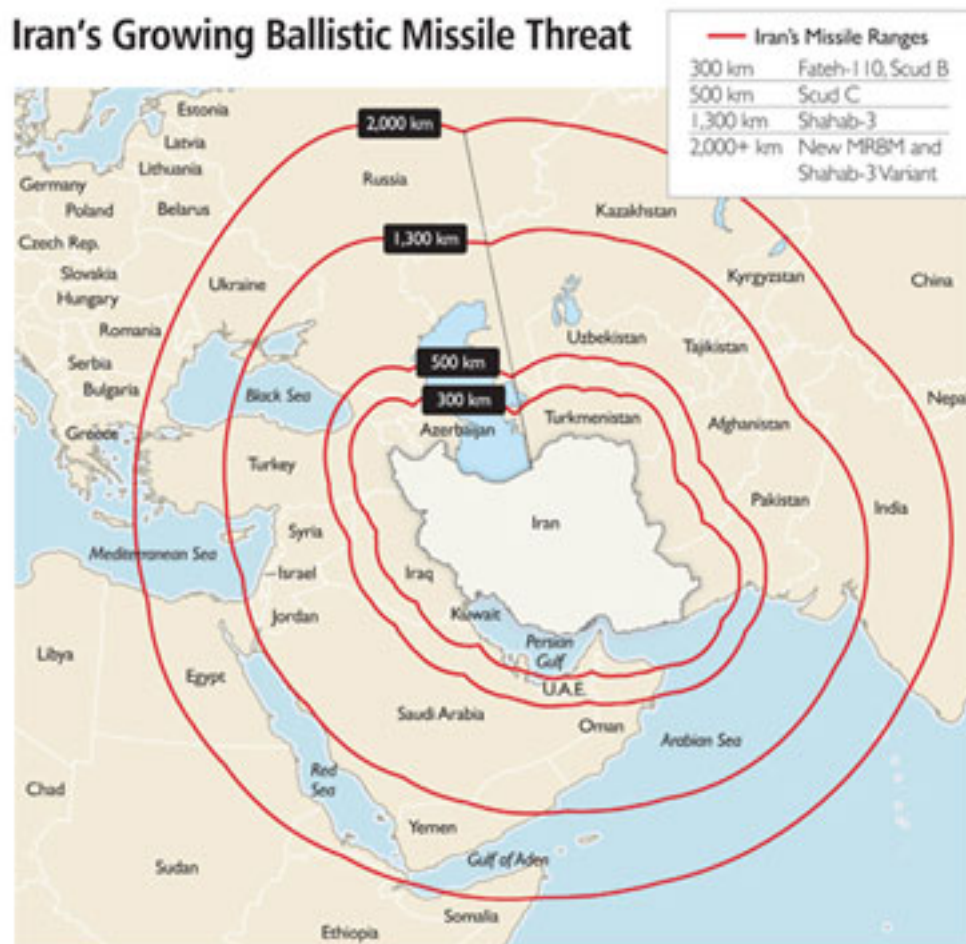 Iran's Growing Ballistic Missile Threat
Iran's Missile Ranges
300 km Fateh-110, Scud B
500 km Scud C
1,300 km Shahab-3
2,000+ km New MRBM and
Shahab-3 Variant
2,000 km
1,300 km
500 km
300 km
Estonia
Latvia
Lithuania
Russia
Germany
Poland
Belarus
Kazakhstan
Czech Rep.
Slovakia
Ukraine
Kyrgyzstan
China
Hungary
Romania
Uzbekistan
Tajikistan
Serbia
Bulgaria
Black Sea
Nepa
Greece
Azerbaijan
Turkmenistan
Afghanistan
Turkey
Pakistan
India
Iran
Syria
Mediterranean Sea
Israel
Iraq
Jordan
Kuwait
Persian
Gulf
Libya
Egypt
U.A.E.
Saudi Arabia
Oman
Arabian Sea
Red
Sea
Chad
Yemen
Gulf of Aden
Sudan
Somalia
Ethiopia